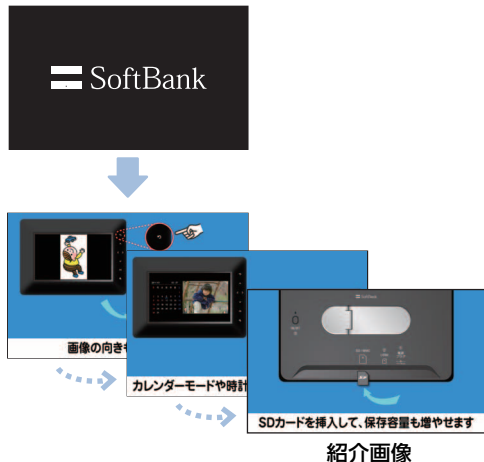 SoftBank
画像の向きや
カレンダーモードや時計
SoftBank
SDカードを挿入して、保存容量も増やせます
紹介画像